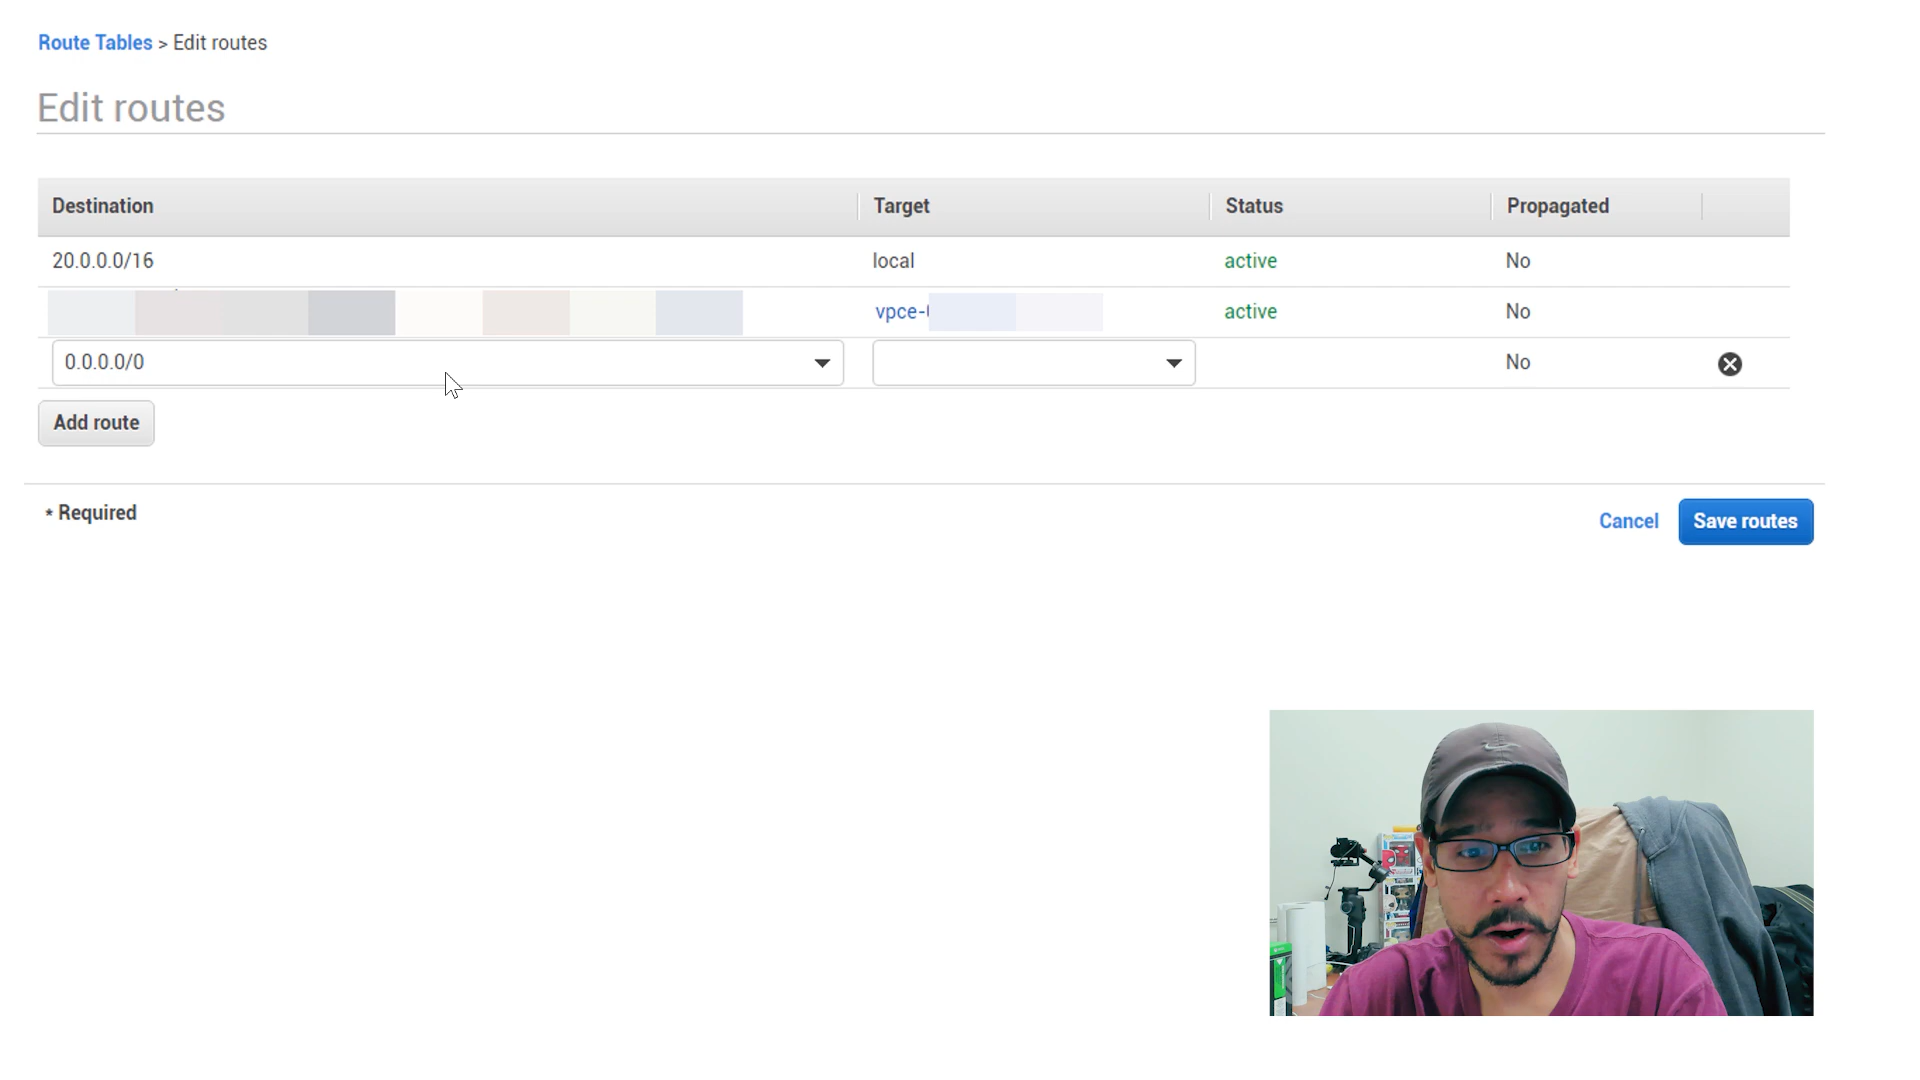 Route Tables > Edit routes
Edit routes
Destination Target Status Propagated
20.0.0.0/16 local active No
vpce- active No
0.0.0.0/0 No
Add route
* Required
Cancel Save routes